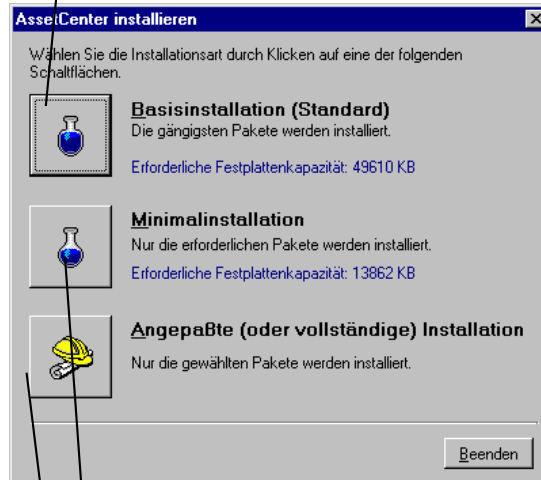 AssetCenter installieren
Wählen Sie die Installationsart durch Klicken auf eine der folgenden
Schaltflächen.
Basisinstallation (Standard)
Die gängigsten Pakete werden installiert.
Erforderliche Festplattenkapazität: 49610 KB
Minimalinstallation
Nur die erforderlichen Pakete werden installiert.
Erforderliche Festplattenkapazität: 13862 KB
Angepaßte (oder vollständige) Installation
Nur die gewählten Pakete werden installiert.
Beenden